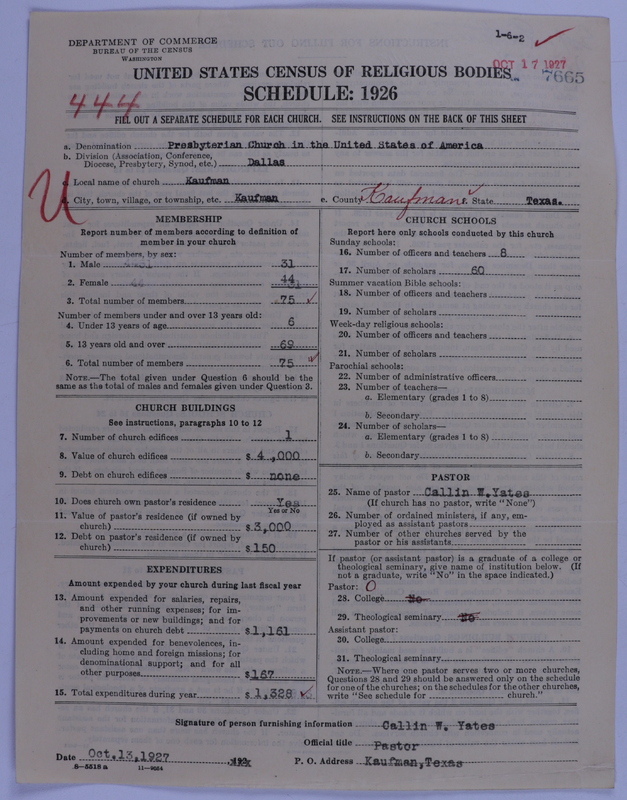 1-6-2
DEPARTMENT OF COMMERCE
BUREAU OF THE CENSUS
WASHINGTON
OCT 17 1927
7665
UNITED STATES CENSUS OF RELIGIOUS BODIES
SCHEDULE: 1926
444
FILL OUT A SEPARATE SCHEDULE FOR EACH CHURCH. SEE INSTRUCTIONS ON THE BACK OF THIS SHEET
a. Denomination Presbyterian Church in the United States of America
b. Division (Association, Conference,
Diocese, Presbytery, Synod, etc.) Dallas
c. Local name of church Kaufman
U
d. City, town, village, or township, etc. Kaufman e. County Kaufman f. State Texas.
MEMBERSHIP
Report number of members according to definition of
member in your church
Number of members, by sex:
1. Male 31
2. Female 44
3. Total number of members 75
Number of members under and over 13 years old:
4. Under 13 years of age 6
5. 13 years old and over 69
6. Total number of members 75
NOTE.—The total given under Question 6 should be the
same as the total of males and females given under Question 3.
CHURCH BUILDINGS
See instructions, paragraphs 10 to 12
7. Number of church edifices 1
8. Value of church edifices $ 4,000
9. Debt on church edifices $ none
10. Does church own pastor's residence Yes
Yes or No
11. Value of pastor's residence (if owned by
church) $3,000
12. Debt on pastor's residence (if owned by
church) $150
EXPENDITURES
Amount expended by your church during last fiscal year
13. Amount expended for salaries, repairs,
and other running expenses; for im-
provements or new buildings; and for
payments on church debt $1,161
14. Amount expended for benevolences, in-
cluding home and foreign missions; for
denominational support; and for all
other purposes $167
15. Total expenditures during year $1,328
CHURCH SCHOOLS
Report here only schools conducted by this church
Sunday schools:
16. Number of officers and teachers 8
17. Number of scholars 60
Summer vacation Bible schools:
18. Number of officers and teachers
19. Number of scholars
Week-day religious schools:
20. Number of officers and teachers
21. Number of scholars
Parochial schools:
22. Number of administrative officers
23. Number of teachers—
a. Elementary (grades 1 to 8)
b. Secondary
24. Number of scholars—
a. Elementary (grades 1 to 8)
b. Secondary
PASTOR
25. Name of pastor Callin W. Yates
(If church has no pastor, write "None")
26. Number of ordained ministers, if any, em-
ployed as assistant pastors
27. Number of other churches served by the
pastor or his assistants
If pastor (or assistant pastor) is a graduate of a college or
theological seminary, give name of institution below. (If
not a graduate, write "No" in the space indicated.)
Pastor: O
28. College No
29. Theological seminary No
Assistant pastor:
30. College
31. Theological seminary
NOTE.—Where one pastor serves two or more churches,
Questions 28 and 29 should be answered only on the schedule
for one of the churches; on the schedules for the other churches,
write "See schedule for church."
Signature of person furnishing information Callin W. Yates
Official title Pastor
Date Oct.13,1927 P. O. Address Kaufman,Texas
8-5315 a 11-9664